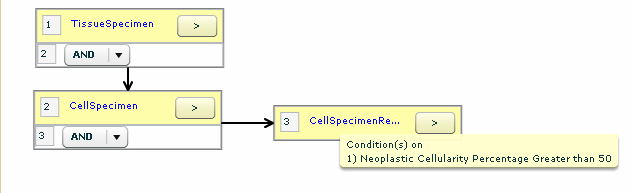 1 TissueSpecimen >
2 AND
2 CellSpecimen >
3 AND
3 CellSpecimenRe... >
Condition(s) on
1) Neoplastic Cellularity Percentage Greater than 50